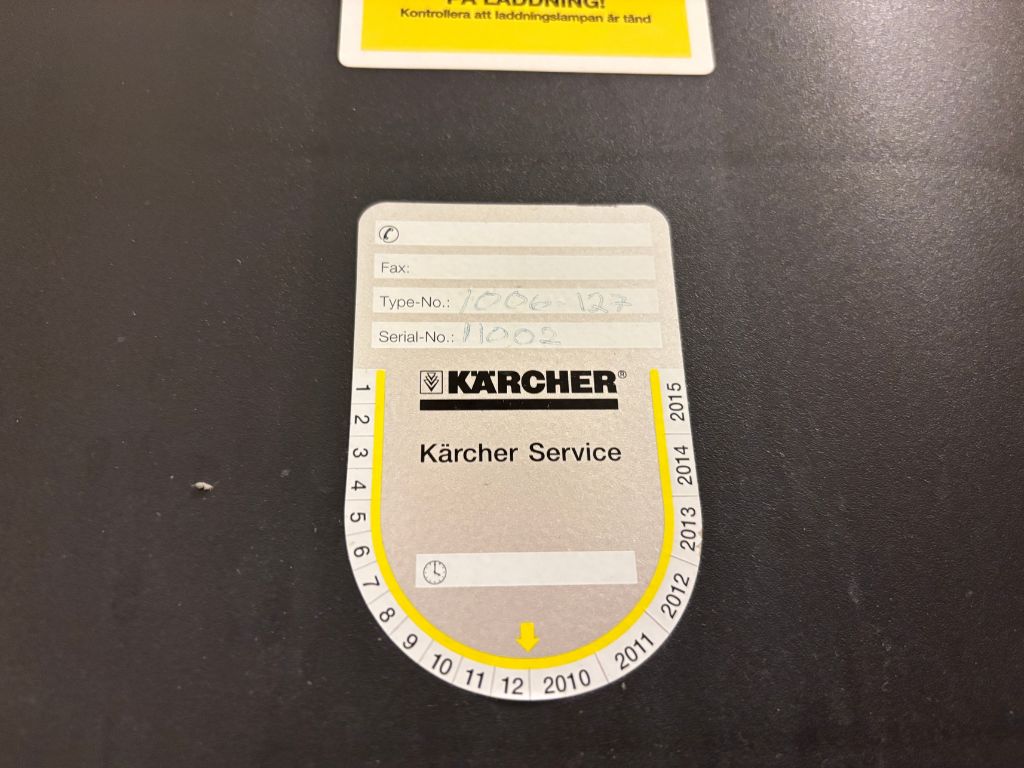 PÅ LADDNING!
Kontrollera att laddningslampan är tänd
Fax:
Type-No.: 1006-127
Serial-No.: 11002
KÄRCHER®
Kärcher Service
1
2
3
4
5
6
7
8
9
10
11
12
2010
2011
2012
2013
2014
2015